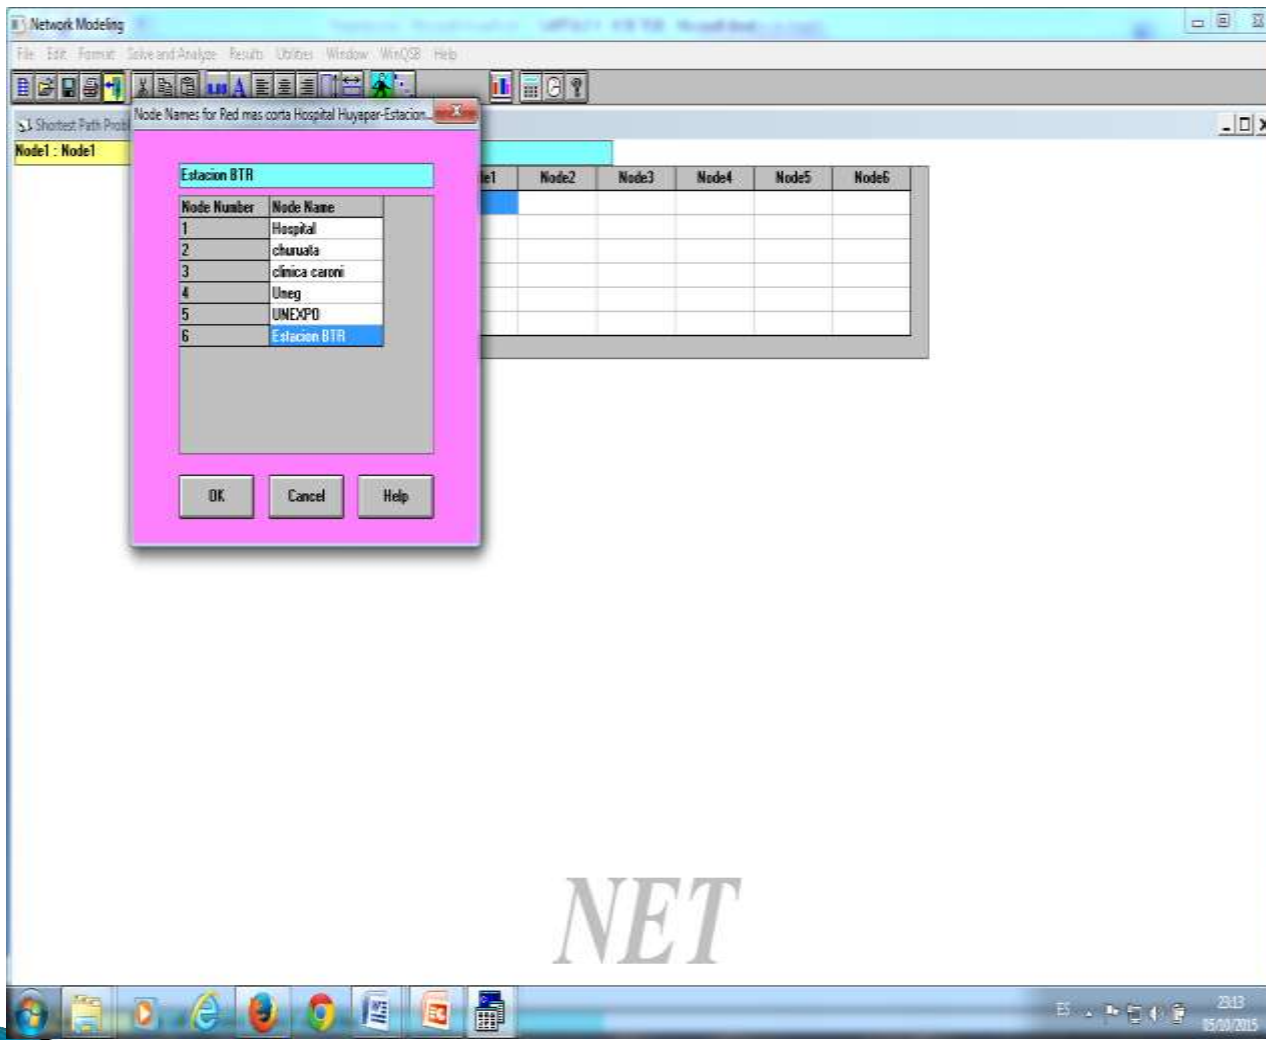 Network Modeling
File Edit Format Solve and Analyze Results Utilities Window WinQSB Help
Node Names for Red mas corta Hospital Huyapar-Estacion...
Shortest Path Prob
Node1 : Node1
Estacion BTR
Node Number Node Name
1 Hospital
2 churuata
3 clinica caroni
4 Uneg
5 UNEXPO
6 Estacion BTR
OK Cancel Help
de1 Node2 Node3 Node4 Node5 Node6
NET
ES
23:13
05/10/2015